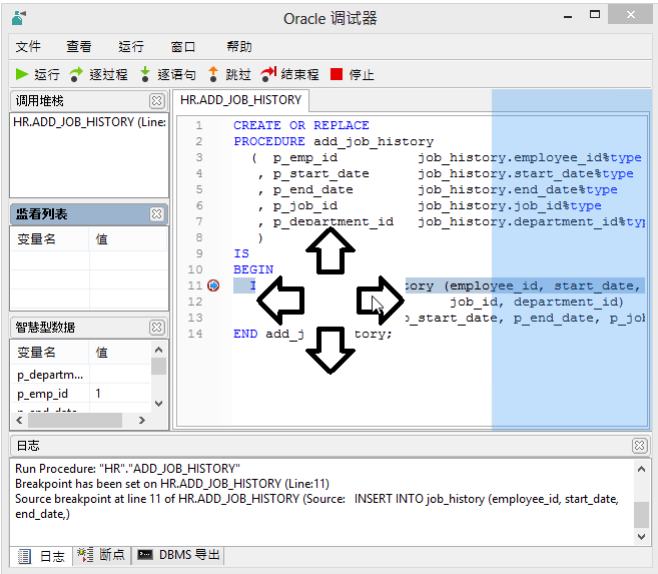 Oracle 调试器
文件 查看 运行 窗口 帮助
运行 逐过程 逐语句 跳过 结束程 停止
调用堆栈
HR.ADD_JOB_HISTORY (Line:
监看列表
变量名 值
智慧型数据
变量名 值
p_departm...
p_emp_id 1
HR.ADD_JOB_HISTORY
1 CREATE OR REPLACE
2 PROCEDURE add_job_history
3 ( p_emp_id job_history.employee_id%type
4 , p_start_date job_history.start_date%type
5 , p_end_date job_history.end_date%type
6 , p_job_id job_history.job_id%type
7 , p_department_id job_history.department_id%typ
8 )
9 IS
10 BEGIN
11 I tory (employee_id, start_date,
12 job_id, department_id)
13 _start_date, p_end_date, p_job
14 END add_j tory;
日志
Run Procedure: "HR"."ADD_JOB_HISTORY"
Breakpoint has been set on HR.ADD_JOB_HISTORY (Line:11)
Source breakpoint at line 11 of HR.ADD_JOB_HISTORY (Source: INSERT INTO job_history (employee_id, start_date,
end_date,)
日志 断点 DBMS 导出